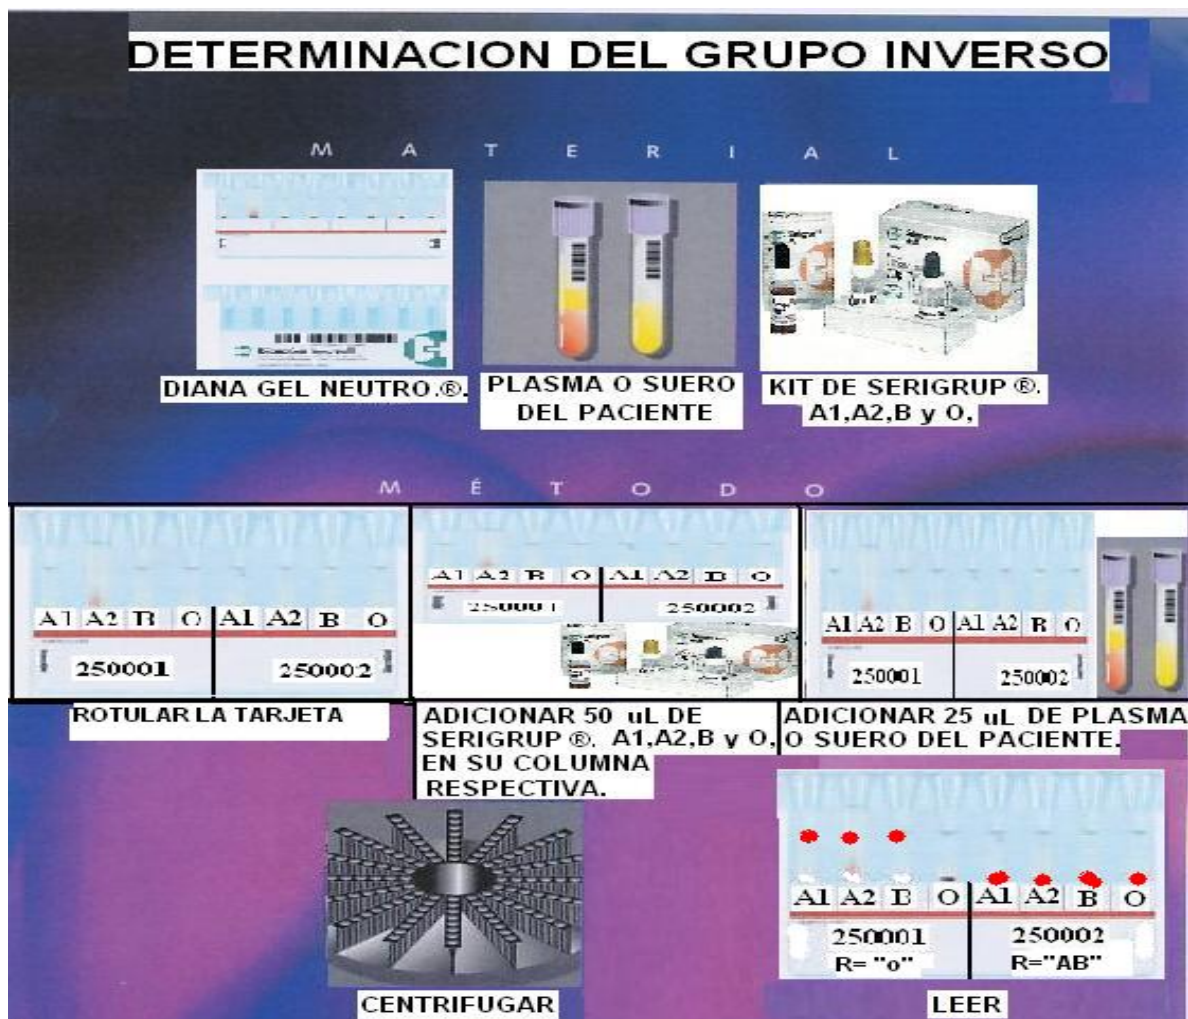 DETERMINACION DEL GRUPO INVERSO
M A T E R I A L
DIANA GEL NEUTRO.®.
PLASMA O SUERO
DEL PACIENTE
KIT DE SERIGRUP ®.
A1,A2,B y O,
M É T O D O
A1 A2 B O A1 A2 B O
250001 250002
A1 A2 B O A1 A2 B O
250001 250002
A1 A2 B O A1 A2 B O
250001 250002
ROTULAR LA TARJETA
ADICIONAR 50 uL DE
SERIGRUP ®. A1,A2,B y O,
EN SU COLUMNA
RESPECTIVA.
ADICIONAR 25 uL DE PLASMA
O SUERO DEL PACIENTE.
CENTRIFUGAR
A1 A2 B O A1 A2 B O
250001 250002
R= "o" R="AB"
LEER